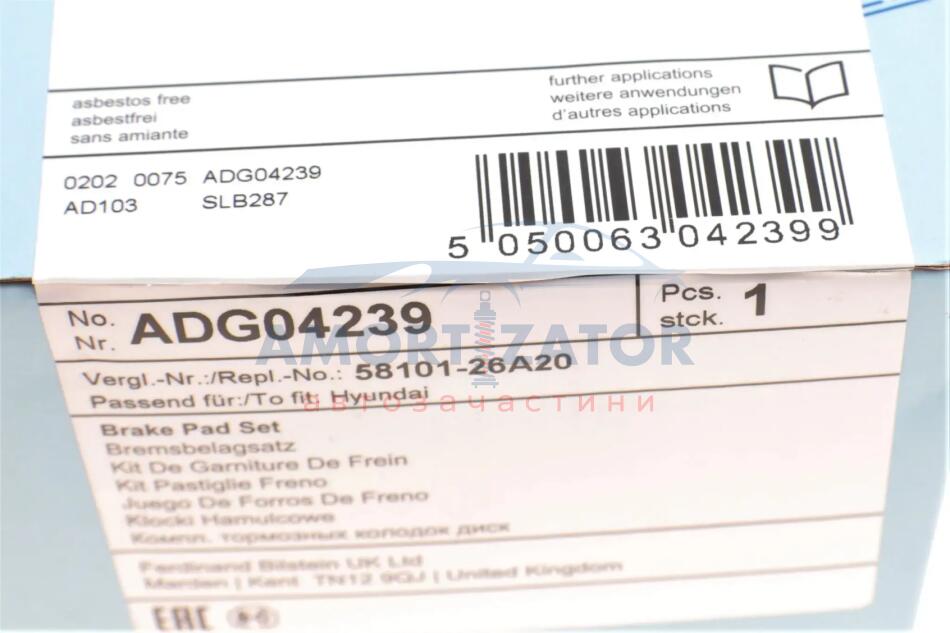 asbestos free
asbestfrei
sans amiante
further applications
weitere anwendungen
d'autres applications
0202 0075 ADG04239
AD103 SLB287
5 050063 042399
No.
Nr. ADG04239
Pcs.
stck. 1
AMORTIZATOR
автозачастини
Vergl.-Nr.:/Repl.-No.: 58101-26A20
Passend für:/To fit: Hyundai
Brake Pad Set
Bremsbelagsatz
Kit De Garniture De Frein
Kit Pastiglie Freno
Juego De Forros De Freno
Klocki Hamulcowe
Компл. тормозных колодок диск
Ferdinand Bilstein UK Ltd
Marden | Kent TN12 9QJ | United Kingdom
EAC